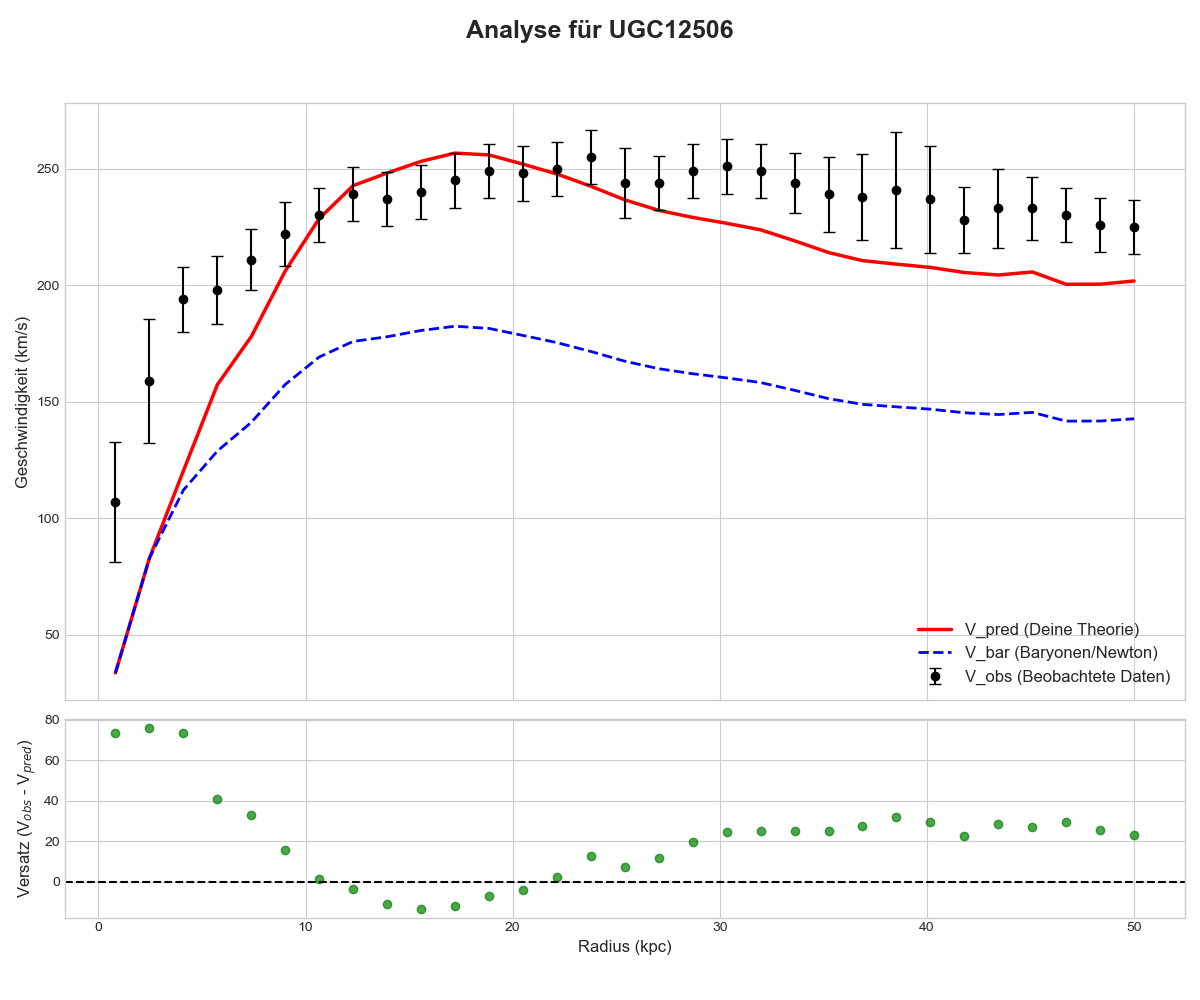 Analyse für UGC12506
Geschwindigkeit (km/s)
250
200
150
100
50
V_pred (Deine Theorie)
V_bar (Baryonen/Newton)
V_obs (Beobachtete Daten)
Versatz (V_obs - V_pred)
80
60
40
20
0
0 10 20 30 40 50
Radius (kpc)